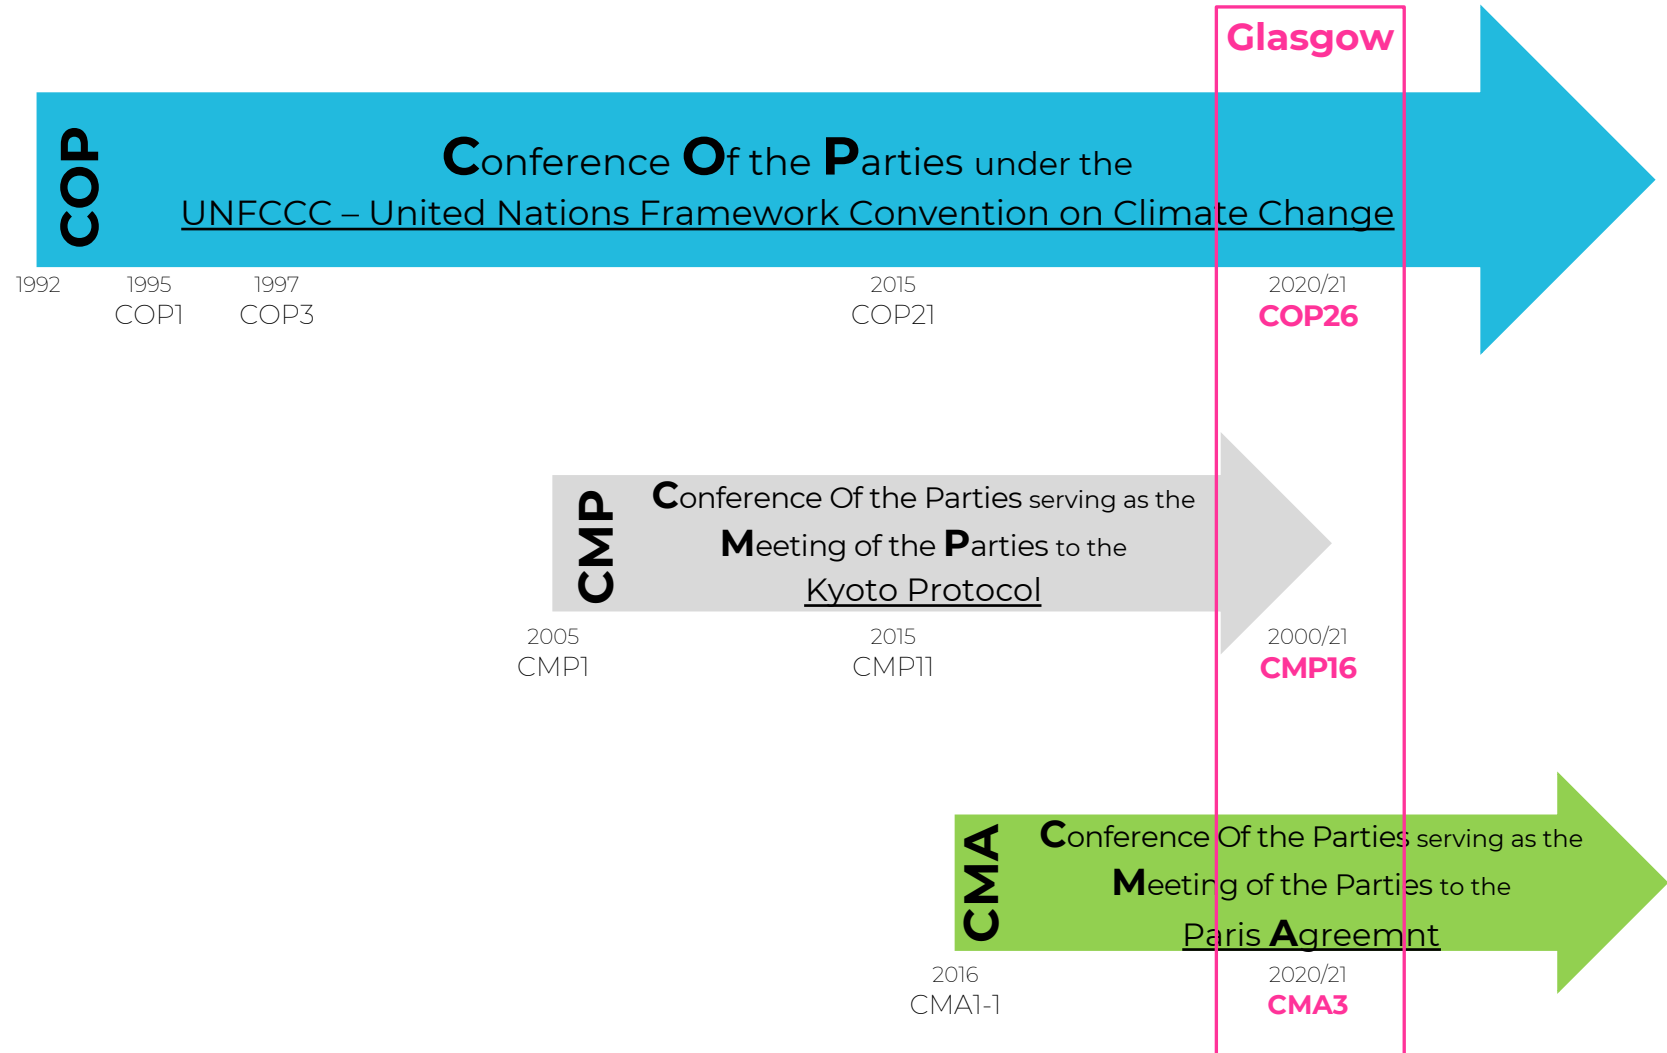 Glasgow
COP
Conference Of the Parties under the
UNFCCC – United Nations Framework Convention on Climate Change
1992
1995
COP1
1997
COP3
2015
COP21
2020/21
COP26
CMP
Conference Of the Parties serving as the
Meeting of the Parties to the
Kyoto Protocol
2005
CMP1
2015
CMP11
2000/21
CMP16
CMA
Conference Of the Parties serving as the
Meeting of the Parties to the
Paris Agreemnt
2016
CMA1-1
2020/21
CMA3